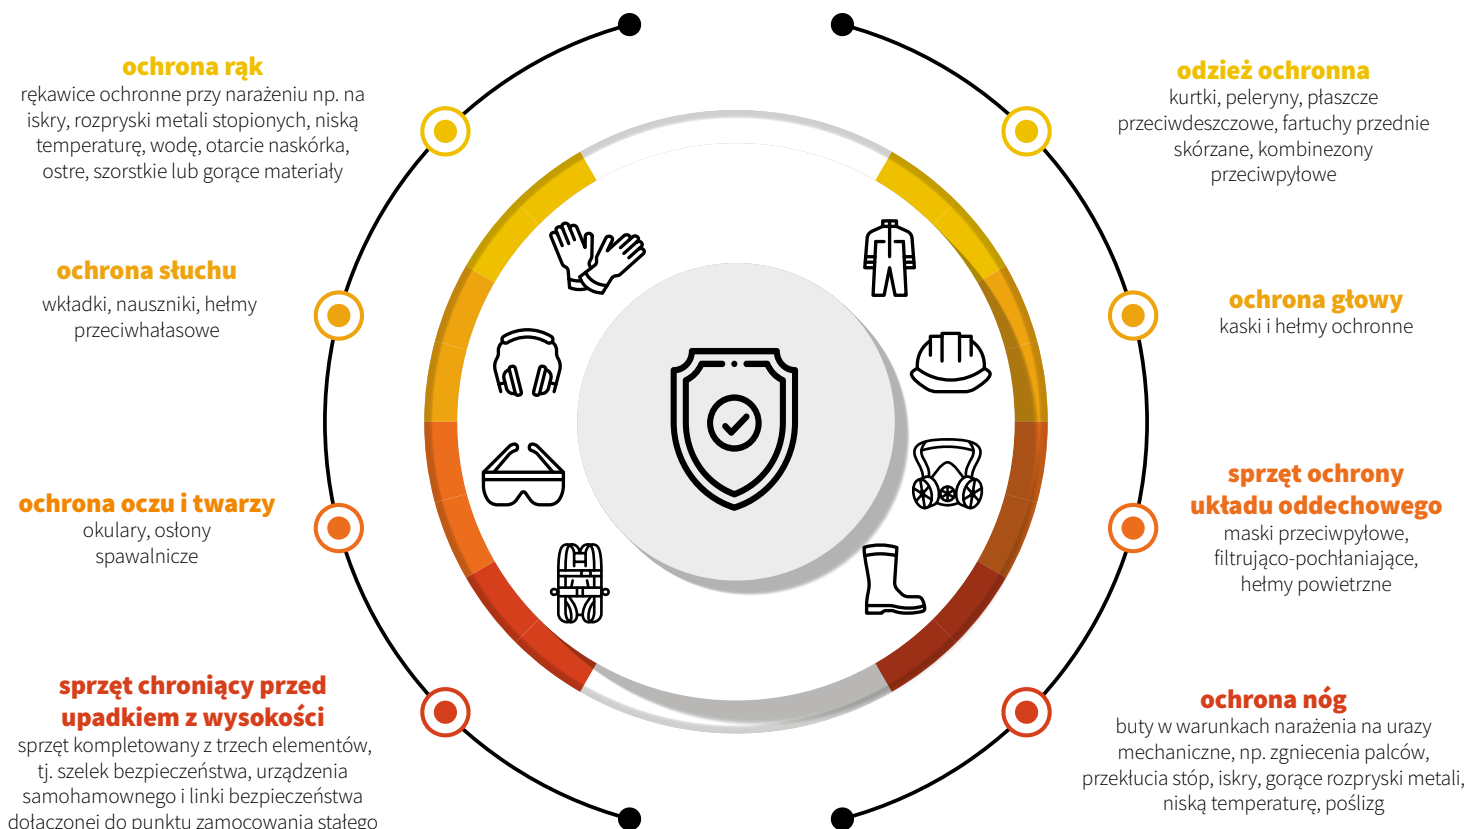 ochrona rąk
rękawice ochronne przy narażeniu np. na
iskry, rozpryski metali stopionych, niską
temperaturę, wodę, otarcie naskórka,
ostre, szorstkie lub gorące materiały
ochrona słuchu
wkładki, nauszniki, hełmy
przeciwhałasowe
ochrona oczu i twarzy
okulary, osłony
spawalnicze
sprzęt chroniący przed
upadkiem z wysokości
sprzęt kompletowany z trzech elementów,
tj. szelek bezpieczeństwa, urządzenia
samohamownego i linki bezpieczeństwa
dołączonej do punktu zamocowania stałego
odzież ochronna
kurtki, peleryny, płaszcze
przeciwdeszczowe, fartuchy przednie
skórzane, kombinezony
przeciwpyłowe
ochrona głowy
kaski i hełmy ochronne
sprzęt ochrony
układu oddechowego
maski przeciwpyłowe,
filtrująco-pochłaniające,
hełmy powietrzne
ochrona nóg
buty w warunkach narażenia na urazy
mechaniczne, np. zgniecenia palców,
przekłucia stóp, iskry, gorące rozpryski metali,
niską temperaturę, poślizg